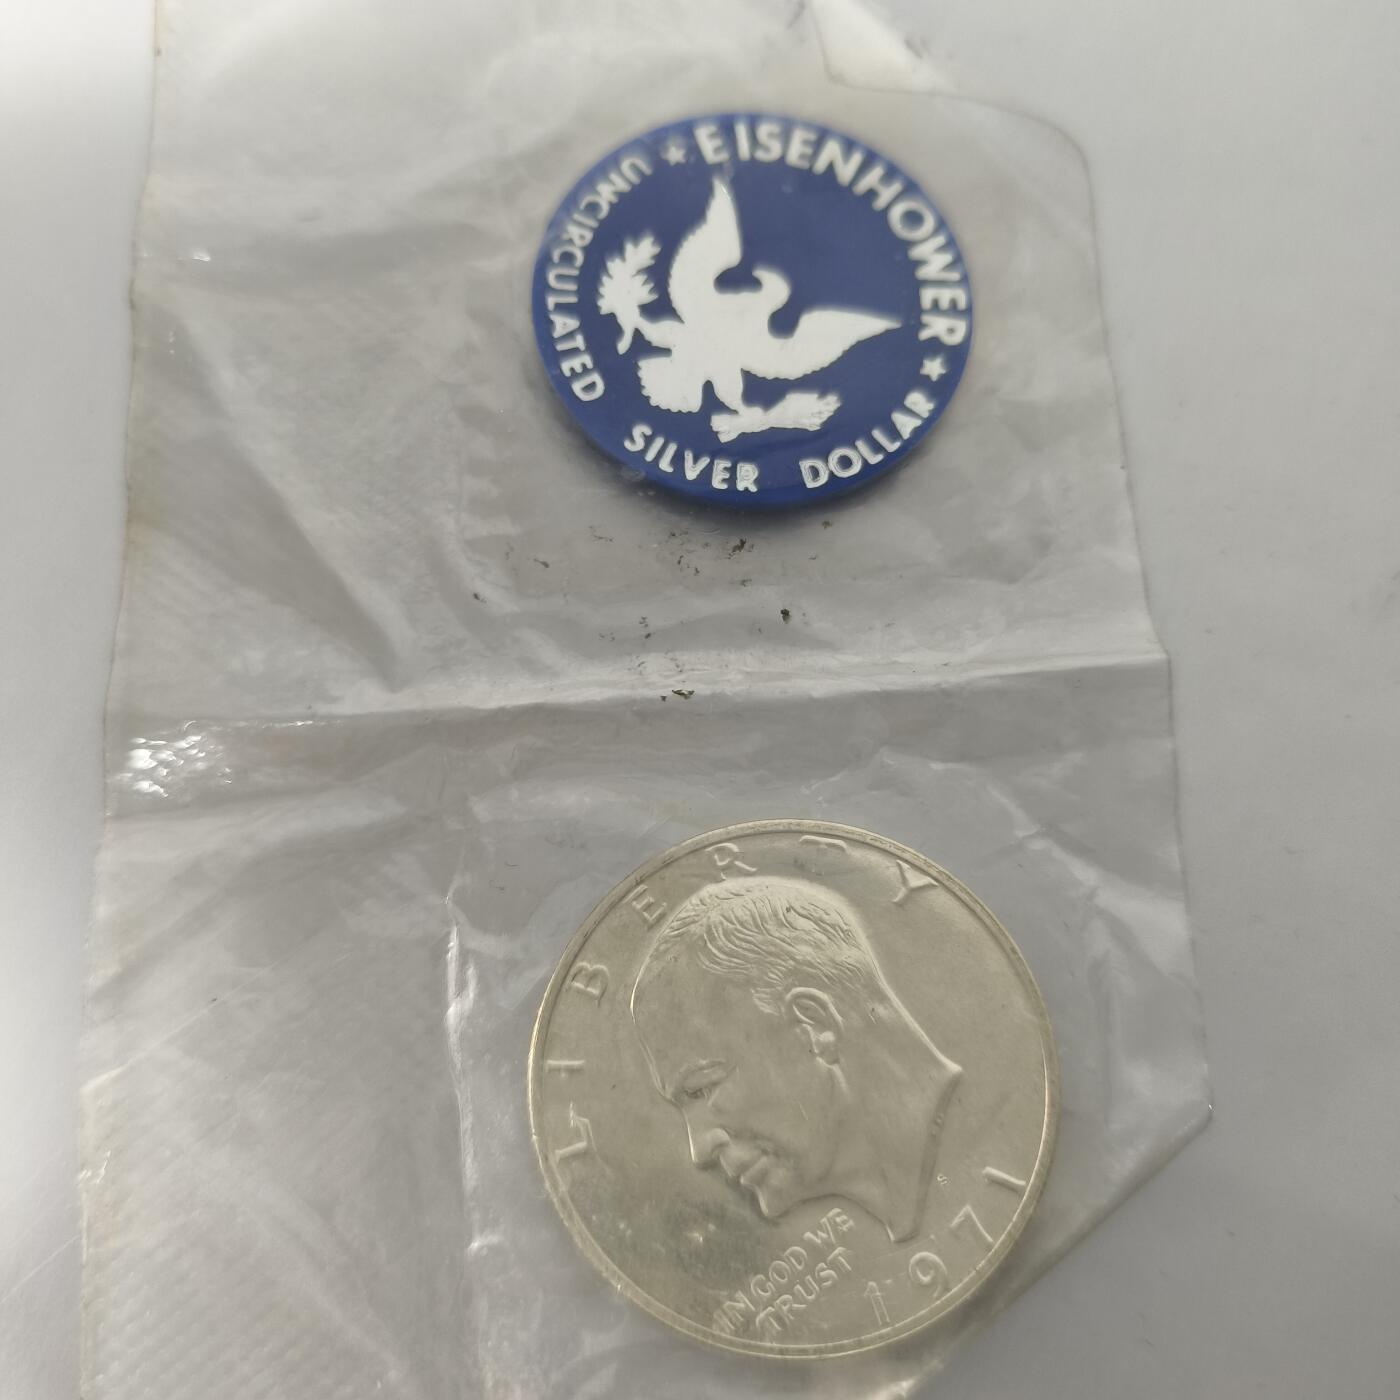 ★ EISENHOWER ★
UNCIRCULATED SILVER DOLLAR
LIBERTY
IN GOD WE
TRUST
S
1971